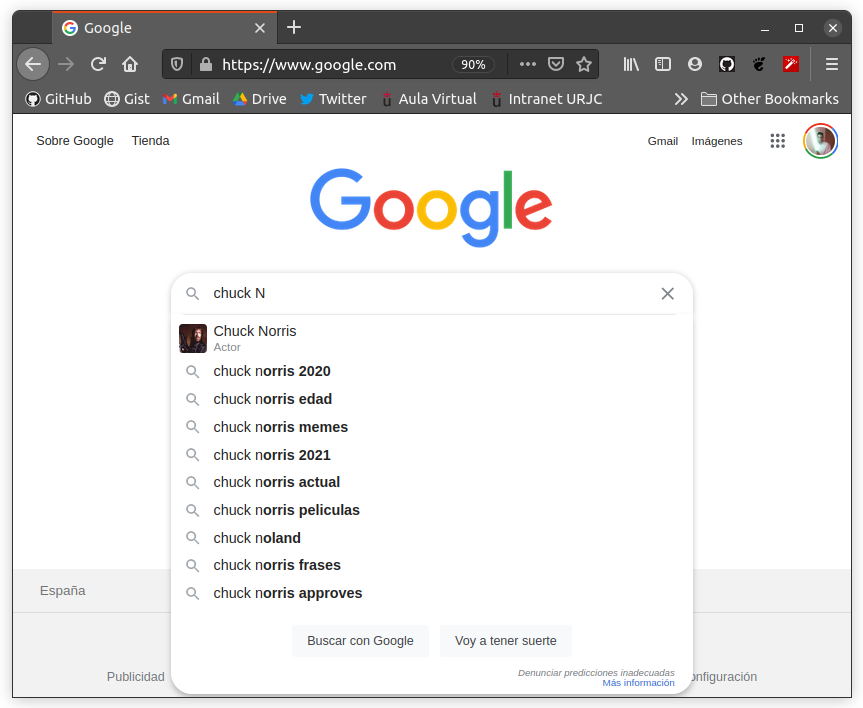 Google
https://www.google.com 90%
GitHub Gist Gmail Drive Twitter Aula Virtual Intranet URJC Other Bookmarks
Sobre Google Tienda Gmail Imágenes
Google
chuck N
Chuck Norris
Actor
chuck norris 2020
chuck norris edad
chuck norris memes
chuck norris 2021
chuck norris actual
chuck norris peliculas
chuck noland
chuck norris frases
chuck norris approves
España
Buscar con Google Voy a tener suerte
Denunciar predicciones inadecuadas
Publicidad onfiguración
Más información